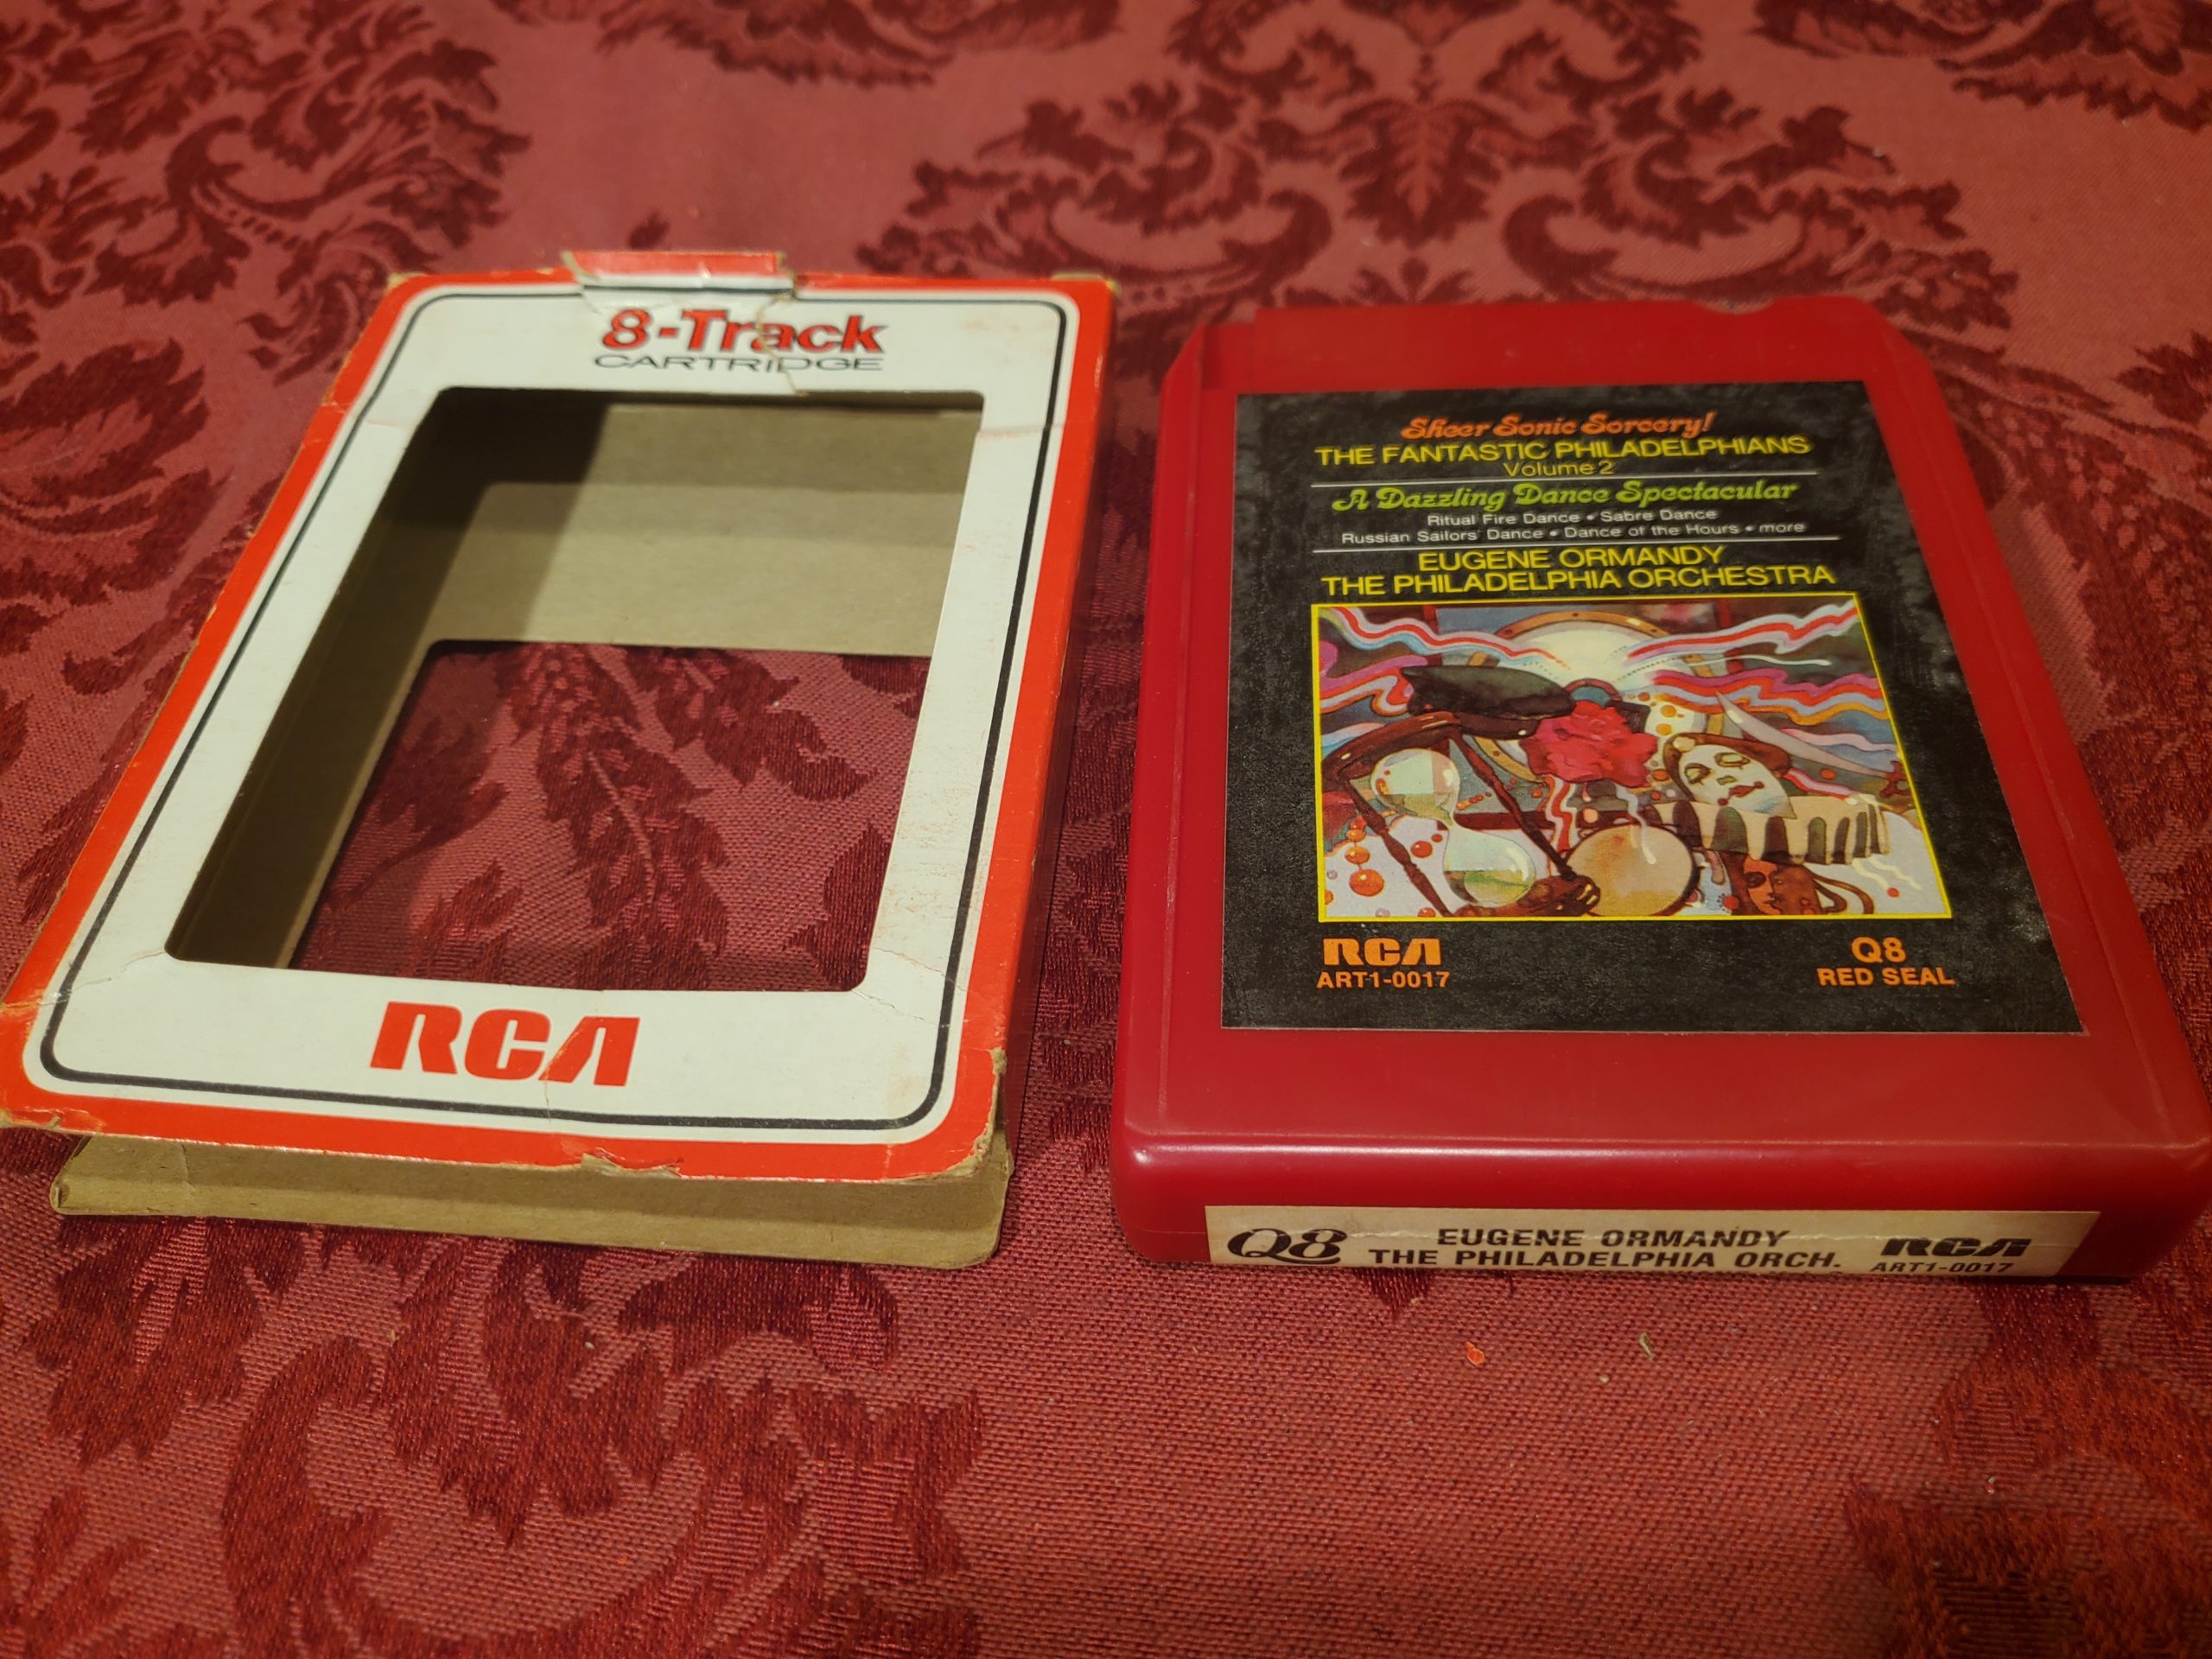 8-Track
CARTRIDGE
RCA
Sheer Sonic Sorcery!
THE FANTASTIC PHILADELPHIANS
Volume 2
A Dazzling Dance Spectacular
Ritual Fire Dance • Sabre Dance
Russian Sailors' Dance • Dance of the Hours • more
EUGENE ORMANDY
THE PHILADELPHIA ORCHESTRA
RCA
ART1-0017
Q8
RED SEAL
Q8
EUGENE ORMANDY
THE PHILADELPHIA ORCH.
RCA
ART1-0017